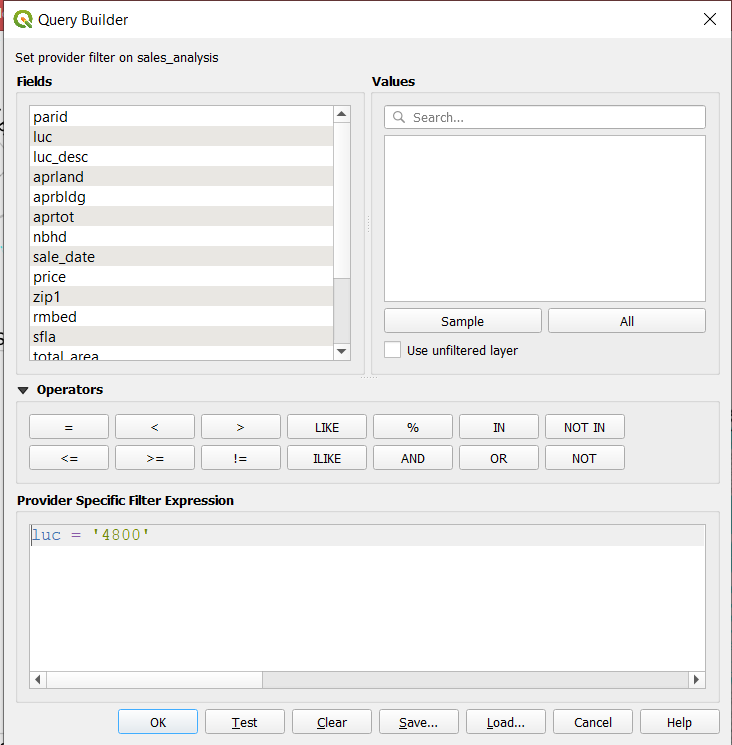 Query Builder
Set provider filter on sales_analysis
Fields
parid
luc
luc_desc
aprland
aprbldg
aprtot
nbhd
sale_date
price
zip1
rmbed
sfla
total_area
Values
Search...
Sample All
Use unfiltered layer
Operators
= < > LIKE % IN NOT IN
<= >= != ILIKE AND OR NOT
Provider Specific Filter Expression
luc = '4800'
OK Test Clear Save... Load... Cancel Help